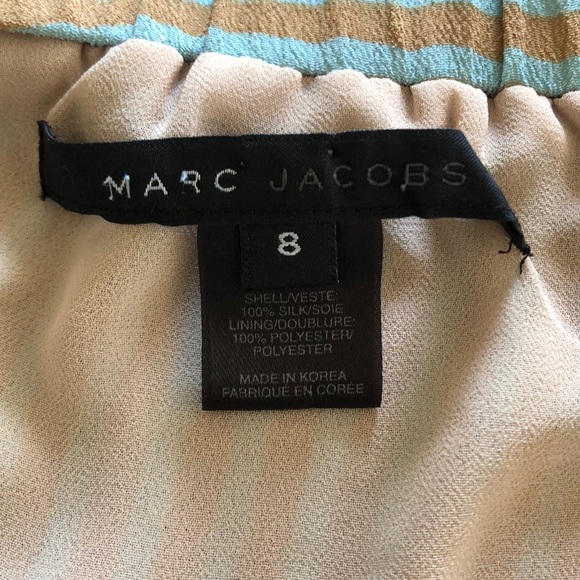 MARC JACOBS
8
SHELL/VESTE:
100% SILK/SOIE
LINING/DOUBLURE:
100% POLYESTER/
POLYESTER
MADE IN KOREA
FABRIQUÉ EN CORÉE